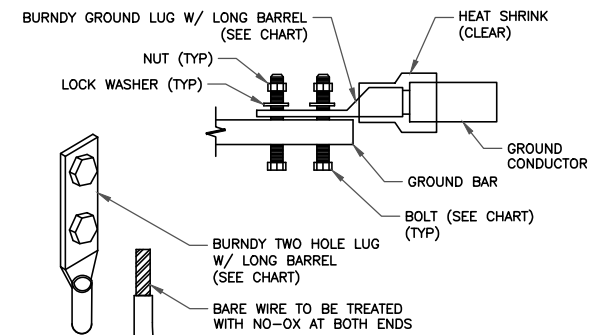 BURNDY GROUND LUG W/ LONG BARREL
(SEE CHART)
HEAT SHRINK
(CLEAR)
NUT (TYP)
LOCK WASHER (TYP)
GROUND
CONDUCTOR
GROUND BAR
BOLT (SEE CHART)
(TYP)
BURNDY TWO HOLE LUG
W/ LONG BARREL
(SEE CHART)
BARE WIRE TO BE TREATED
WITH NO-OX AT BOTH ENDS